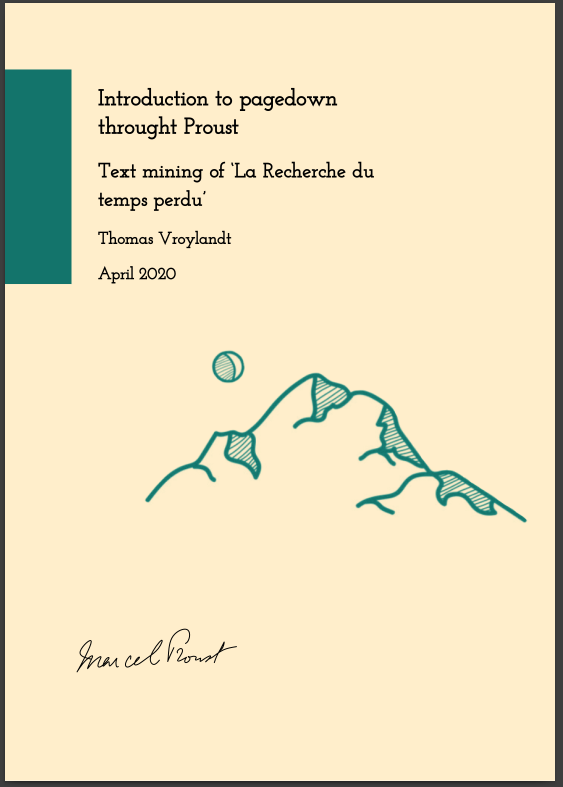 Introduction to pagedown
throught Proust
Text mining of ‘La Recherche du
temps perdu’
Thomas Vroylandt
April 2020
Marcel Proust